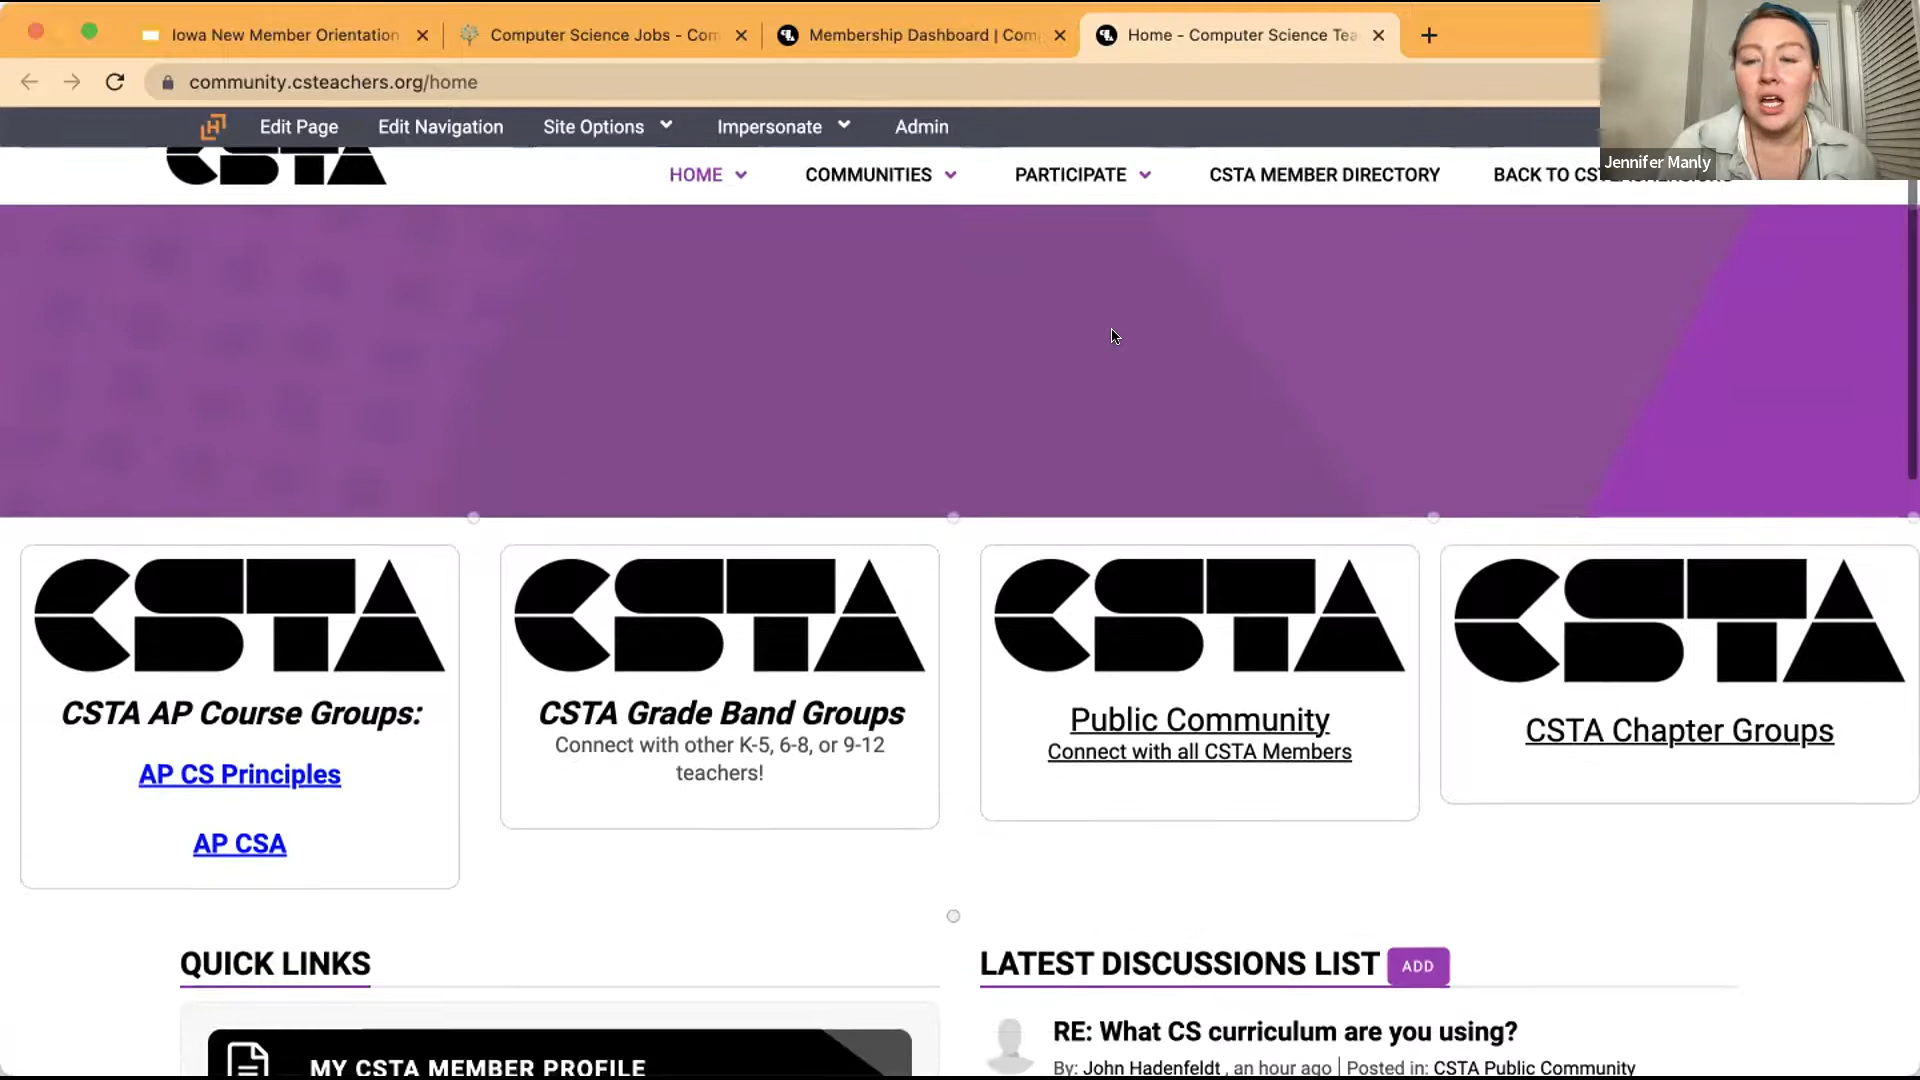 Iowa New Member Orientation
Computer Science Jobs - Com
Membership Dashboard | Com
Home - Computer Science Tea
community.csteachers.org/home
Edit Page
Edit Navigation
Site Options
Impersonate
Admin
Jennifer Manly
CSTA
HOME
COMMUNITIES
PARTICIPATE
CSTA MEMBER DIRECTORY
BACK TO
CSTA
CSTA AP Course Groups:
AP CS Principles
AP CSA
CSTA
CSTA Grade Band Groups
Connect with other K-5, 6-8, or 9-12
teachers!
CSTA
Public Community
Connect with all CSTA Members
CSTA
CSTA Chapter Groups
QUICK LINKS
MY CSTA MEMBER PROFILE
LATEST DISCUSSIONS LIST
ADD
RE: What CS curriculum are you using?
By: John Hadenfeldt , an hour ago | Posted in: CSTA Public Community